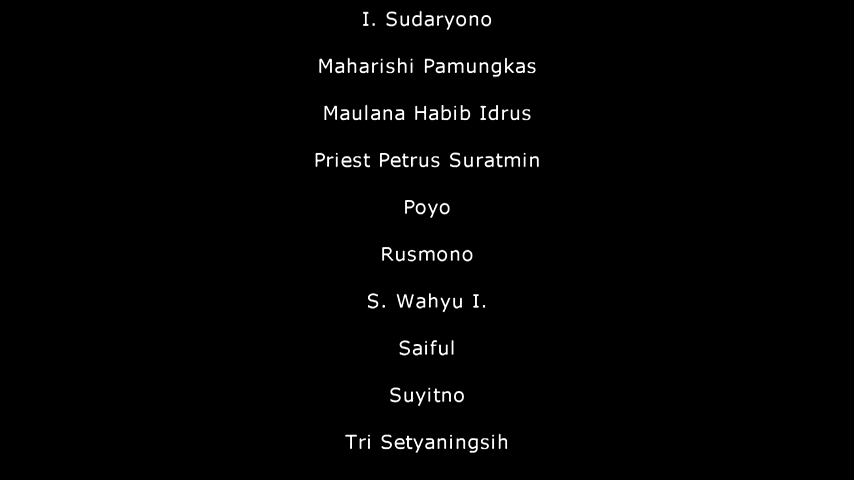 I. Sudaryono
Maharishi Pamungkas
Maulana Habib Idrus
Priest Petrus Suratmin
Poyo
Rusmono
S. Wahyu I.
Saiful
Suyitno
Tri Setyaningsih